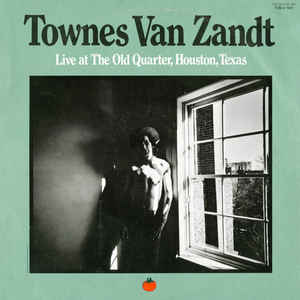 Townes Van Zandt
Live at The Old Quarter, Houston, Texas